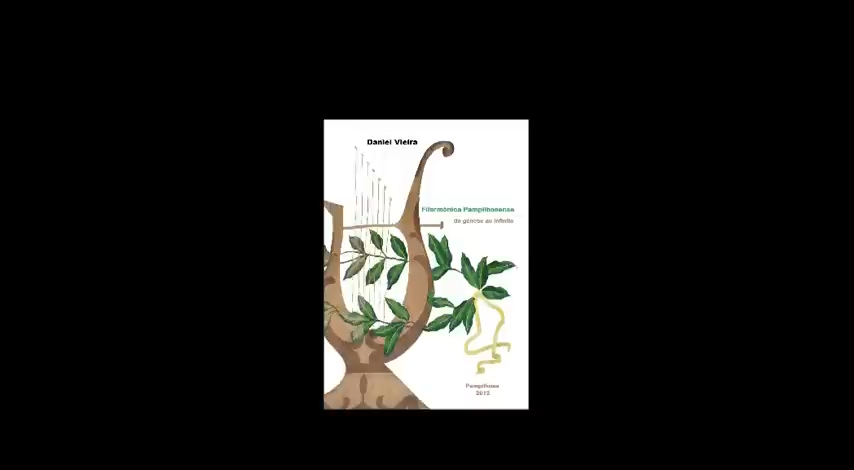 Daniel Vieira
Filarmónica Pampilhosense
da génese ao infinito
Pampilhosa
2012